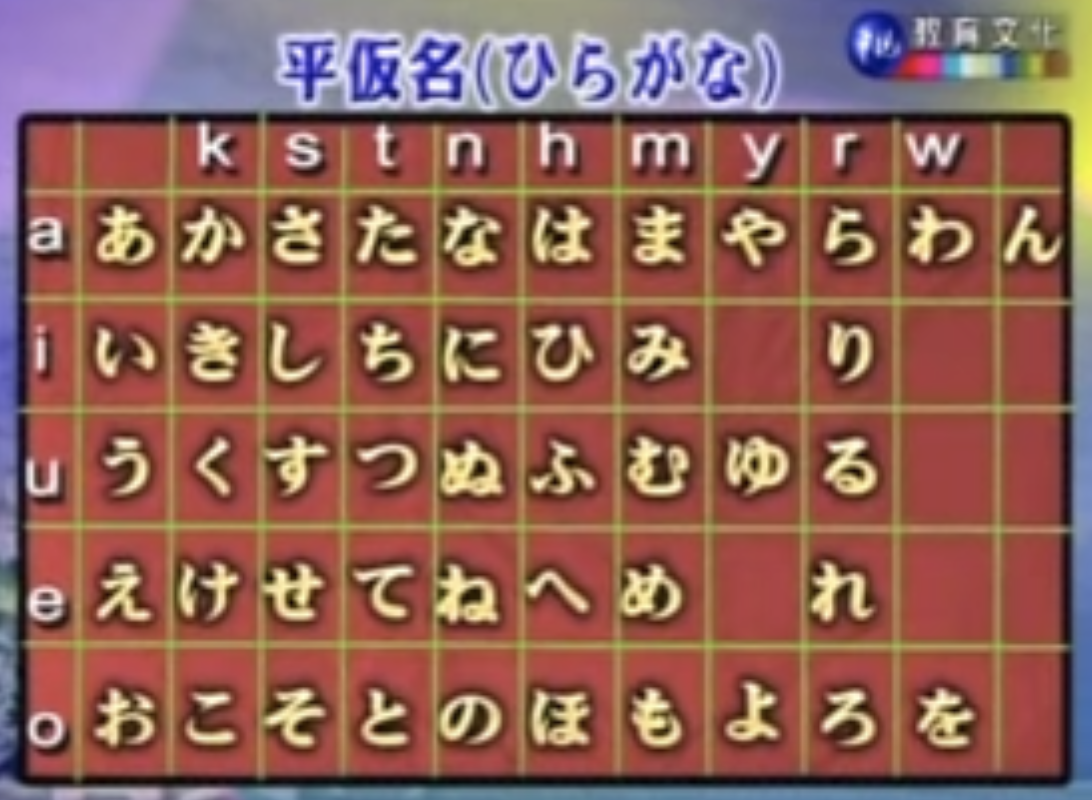 教育文化
平仮名(ひらがな)
k s t n h m y r w
a あ か さ た な は ま や ら わ ん
i い き し ち に ひ み り
u う く す つ ぬ ふ む ゆ る
e え け せ て ね へ め れ
o お こ そ と の ほ も よ ろ を